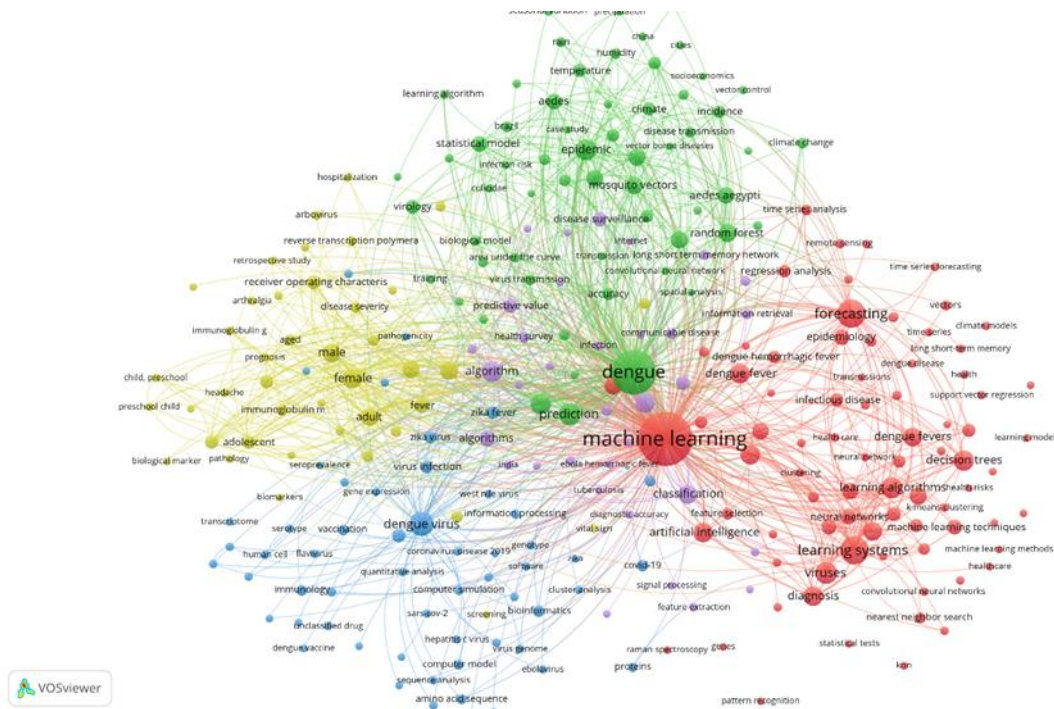 seasonal variation
precipitation
rain
china
cities
humidity
temperature
socioeconomics
learning algorithm
aedes
climate
incidence
vector control
brazil
case study
disease transmission
statistical model
epidemic
vector borne diseases
climate change
infection risk
hospitalization
culicidae
mosquito vectors
aedes aegypti
virology
time series analysis
arbovirus
disease surveillance
random forest
reverse transcription polymera
biological model
internet
remote sensing
retrospective study
area under the curve
transmission
long short term memory network
receiver operating characteris
training
virus transmission
convolutional neural network
regression analysis
time series forecasting
arthralgia
disease severity
predictive value
accuracy
spatial analysis
immunoglobulin g
aged
pathogenicity
health survey
information retrieval
forecasting
vectors
communicable disease
epidemiology
time series
climate models
prognosis
male
infection
dengue hemorrhagic fever
long short-term memory
child, preschool
female
algorithm
dengue
dengue fever
transmissions
dengue disease
health
headache
support vector regression
preschool child
immunoglobulin m
adult
fever
zika fever
prediction
infectious disease
adolescent
zika virus
algorithms
machine learning
health care
dengue fevers
learning model
pathology
biological marker
seroprevalence
virus infection
india
ebola hemorrhagic fever
neural network
decision trees
clustering
gene expression
west nile virus
tuberculosis
classification
learning algorithms
health risks
biomarkers
k-means clustering
transcriptome
serotype
vaccination
dengue virus
information processing
diagnostic accuracy
feature selection
neural networks
machine learning techniques
vital sign
artificial intelligence
human cell
flavivirus
coronavirus disease 2019
genotype
zika
learning systems
machine learning methods
quantitative analysis
software
covid-19
viruses
healthcare
immunology
computer simulation
cluster analysis
signal processing
diagnosis
convolutional neural networks
sars-cov-2
screening
bioinformatics
feature extraction
nearest neighbor search
unclassified drug
hepatitis c virus
virus genome
raman spectroscopy
genes
statistical tests
dengue vaccine
computer model
ebolavirus
proteins
knn
sequence analysis
amino acid sequence
pattern recognition
VOSviewer